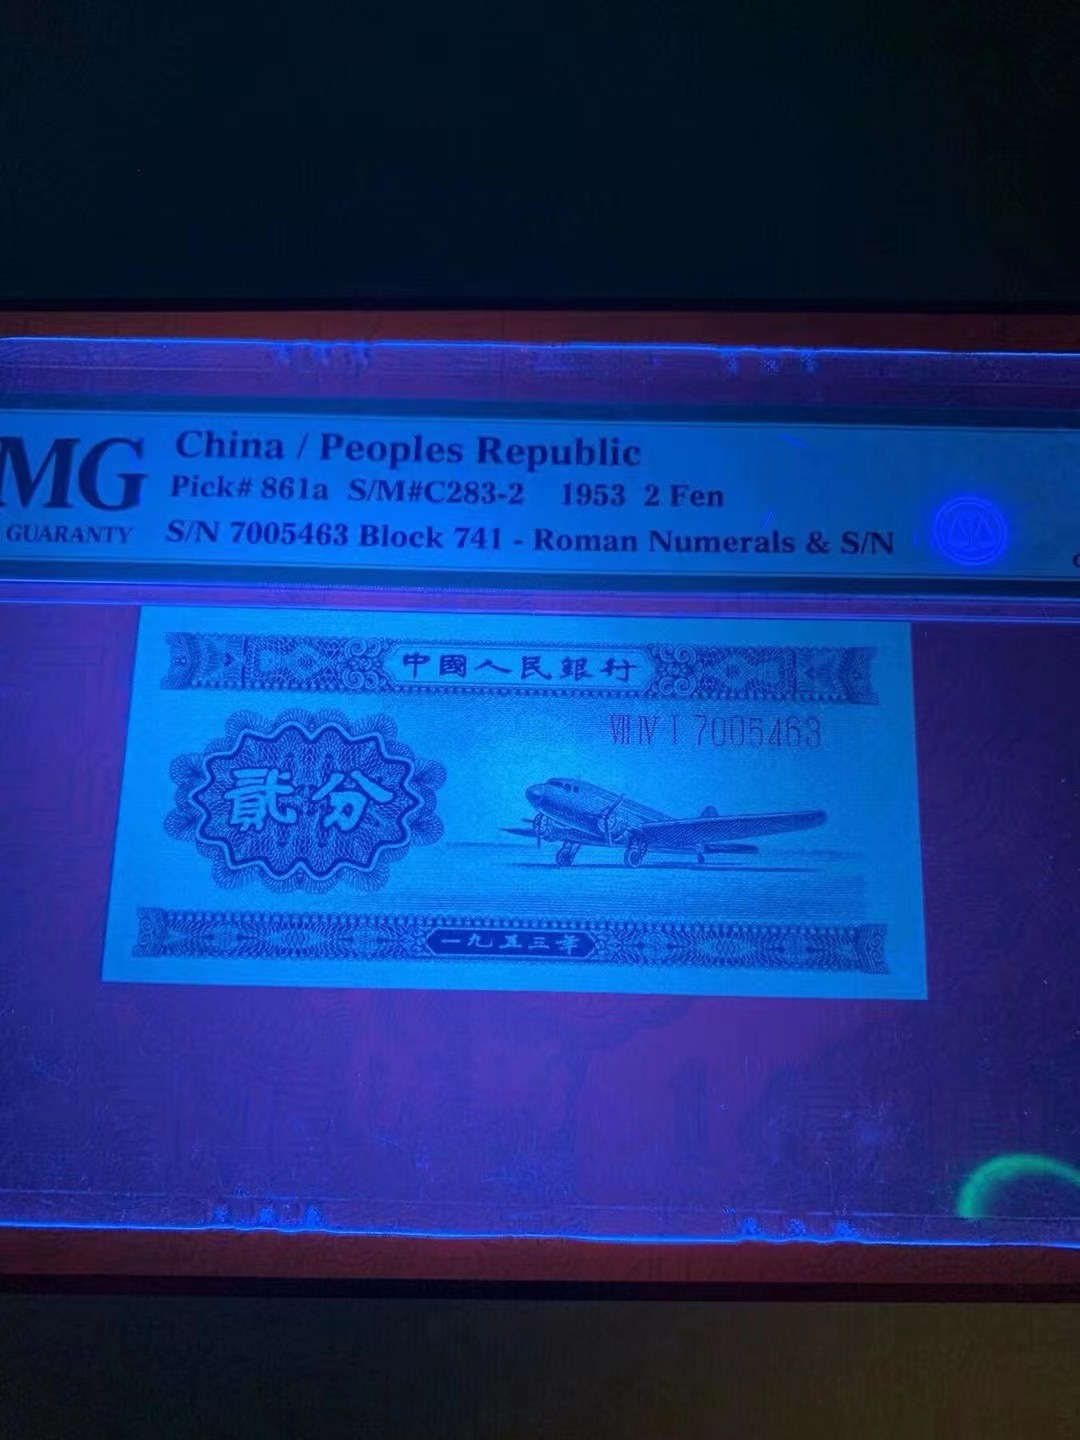 MG
GUARANTY
China / Peoples Republic
Pick# 861a S/M#C283-2 1953 2 Fen
S/N 7005463 Block 741 - Roman Numerals & S/N
中國人民銀行
VII IV I 7005463
貳分
一九五三年